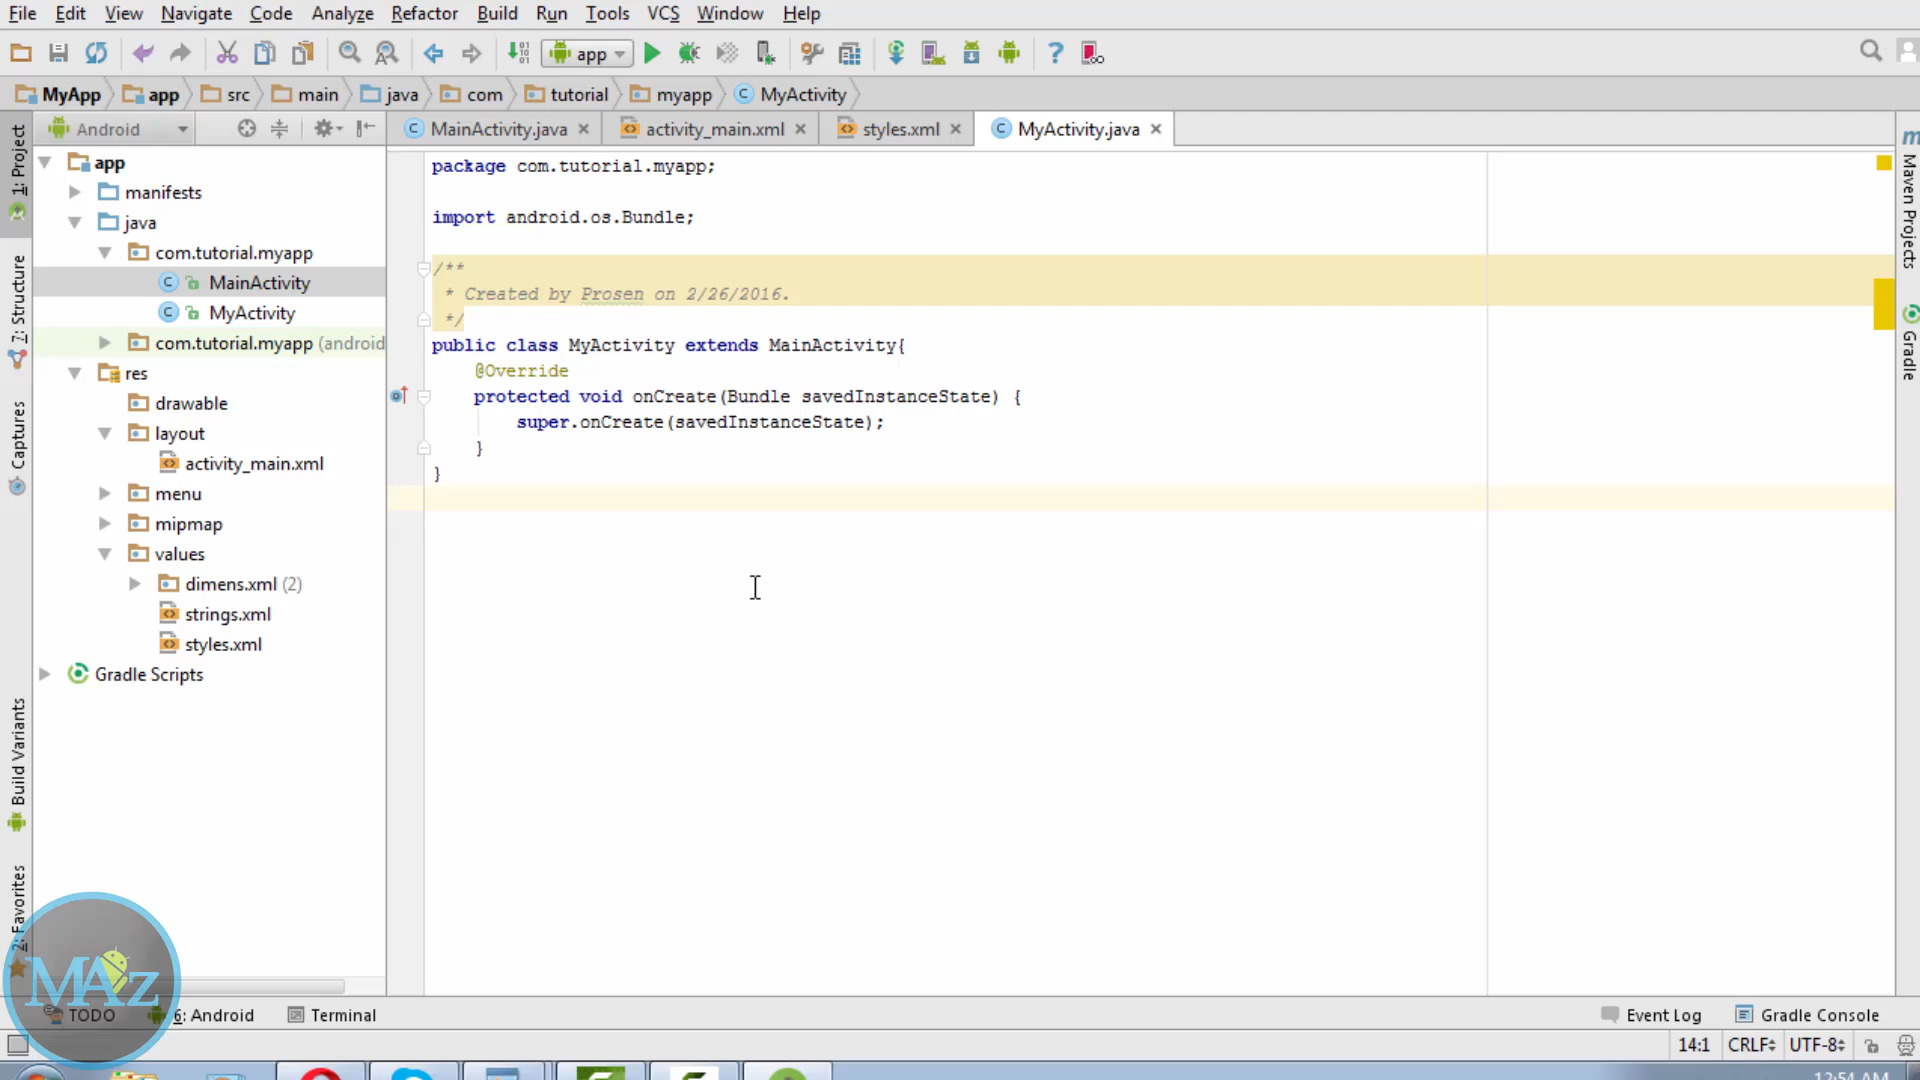 File Edit View Navigate Code Analyze Refactor Build Run Tools VCS Window Help
app
MyApp app src main java com tutorial myapp MyActivity
Android
MainActivity.java activity_main.xml styles.xml MyActivity.java
1: Project
7: Structure
Captures
Build Variants
2: Favorites
app
manifests
java
com.tutorial.myapp
MainActivity
MyActivity
com.tutorial.myapp (android
res
drawable
layout
activity_main.xml
menu
mipmap
values
dimens.xml (2)
strings.xml
styles.xml
Gradle Scripts
package com.tutorial.myapp;
import android.os.Bundle;
/**
* Created by Prosen on 2/26/2016.
*/
public class MyActivity extends MainActivity{
@Override
protected void onCreate(Bundle savedInstanceState) {
super.onCreate(savedInstanceState);
}
}
m
Maven Projects
Gradle
MAz
TODO 6: Android Terminal Event Log Gradle Console
14:1 CRLF UTF-8
12:54 AM